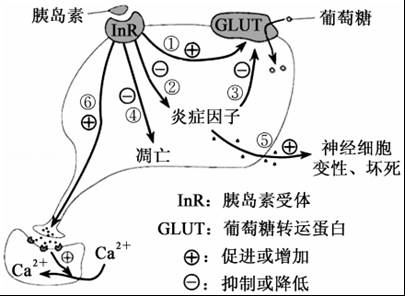 胰岛素
InR
GLUT
葡萄糖
① ⊕
② ⊖
③ ⊖
④ ⊖
⑥ ⊕
炎症因子
凋亡
⑤ ⊕
神经细胞
变性、坏死
InR：胰岛素受体
GLUT：葡萄糖转运蛋白
⊕：促进或增加
⊖：抑制或降低
Ca²⁺
⊕
Ca²⁺